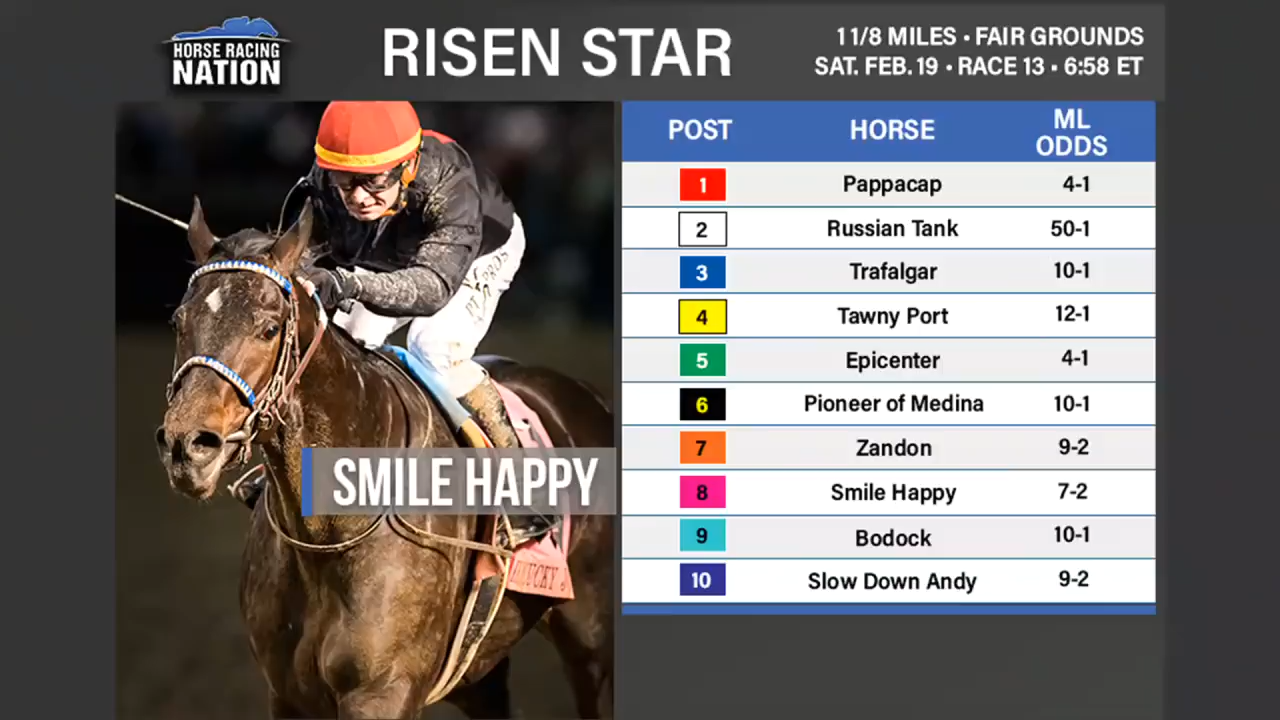 HORSE RACING
NATION
RISEN STAR
11/8 MILES • FAIR GROUNDS
SAT. FEB. 19 • RACE 13 • 6:58 ET
POST HORSE ML ODDS
1 Pappacap 4-1
2 Russian Tank 50-1
3 Trafalgar 10-1
4 Tawny Port 12-1
5 Epicenter 4-1
6 Pioneer of Medina 10-1
7 Zandon 9-2
8 Smile Happy 7-2
9 Bodock 10-1
10 Slow Down Andy 9-2
SMILE HAPPY